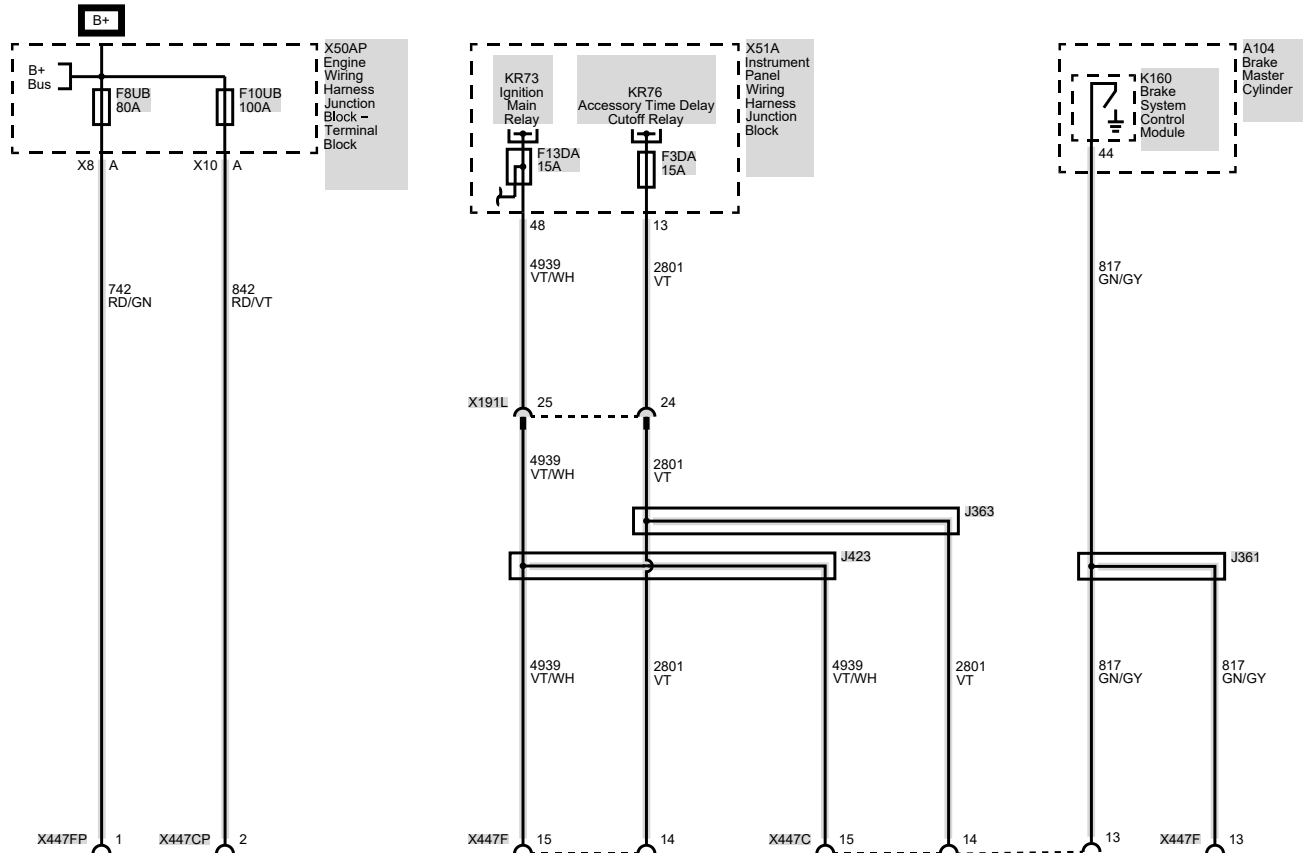 B+
B+
Bus
F8UB
80A
F10UB
100A
X50AP
Engine
Wiring
Harness
Junction
Block –
Terminal
Block
X8 A
X10 A
742
RD/GN
842
RD/VT
X447FP 1
X447CP 2
KR73
Ignition
Main
Relay
KR76
Accessory Time Delay
Cutoff Relay
F13DA
15A
F3DA
15A
X51A
Instrument
Panel
Wiring
Harness
Junction
Block
48
13
4939
VT/WH
2801
VT
X191L 25
24
4939
VT/WH
2801
VT
J363
J423
4939
VT/WH
2801
VT
4939
VT/WH
2801
VT
X447F 15
14
X447C 15
14
A104
Brake
Master
Cylinder
K160
Brake
System
Control
Module
44
817
GN/GY
J361
817
GN/GY
817
GN/GY
13
X447F 13